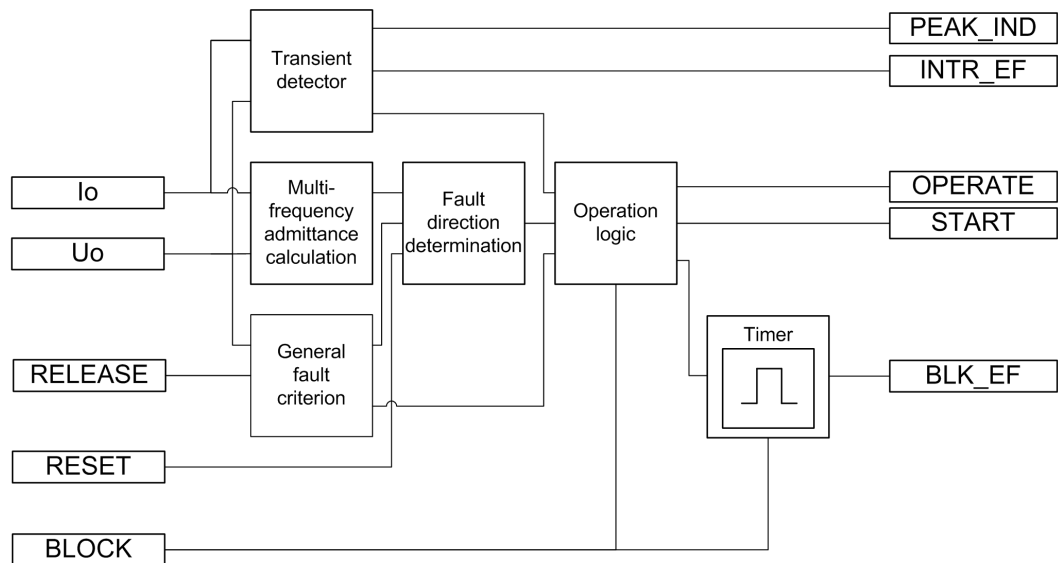 Transient
detector
PEAK_IND
INTR_EF
Io
Uo
Multi-
frequency
admittance
calculation
Fault
direction
determination
Operation
logic
OPERATE
START
General
fault
criterion
RELEASE
Timer
BLK_EF
RESET
BLOCK